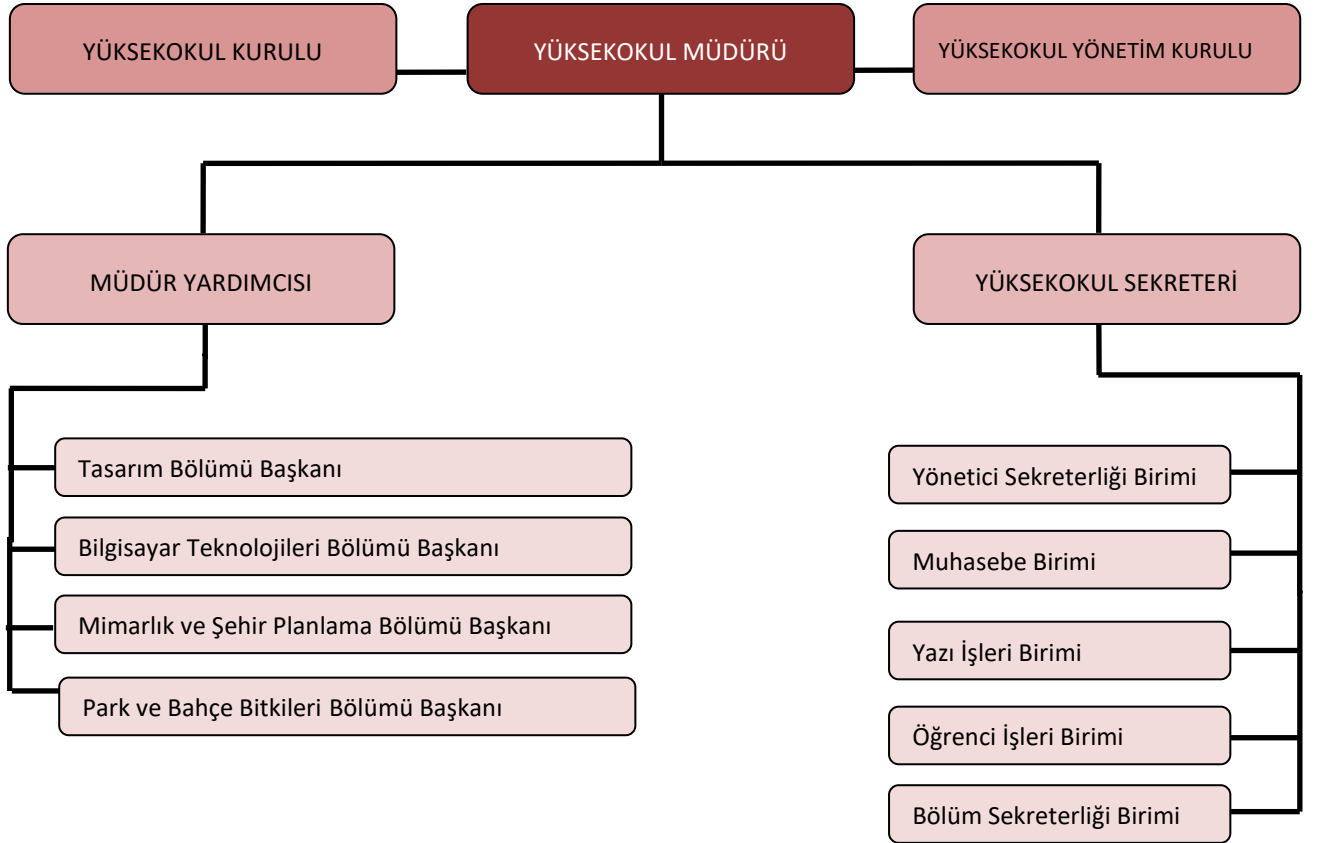 YÜKSEKOKUL KURULU
YÜKSEKOKUL MÜDÜRÜ
YÜKSEKOKUL YÖNETİM KURULU
MÜDÜR YARDIMCISI
YÜKSEKOKUL SEKRETERİ
Tasarım Bölümü Başkanı
Bilgisayar Teknolojileri Bölümü Başkanı
Mimarlık ve Şehir Planlama Bölümü Başkanı
Park ve Bahçe Bitkileri Bölümü Başkanı
Yönetici Sekreterliği Birimi
Muhasebe Birimi
Yazı İşleri Birimi
Öğrenci İşleri Birimi
Bölüm Sekreterliği Birimi